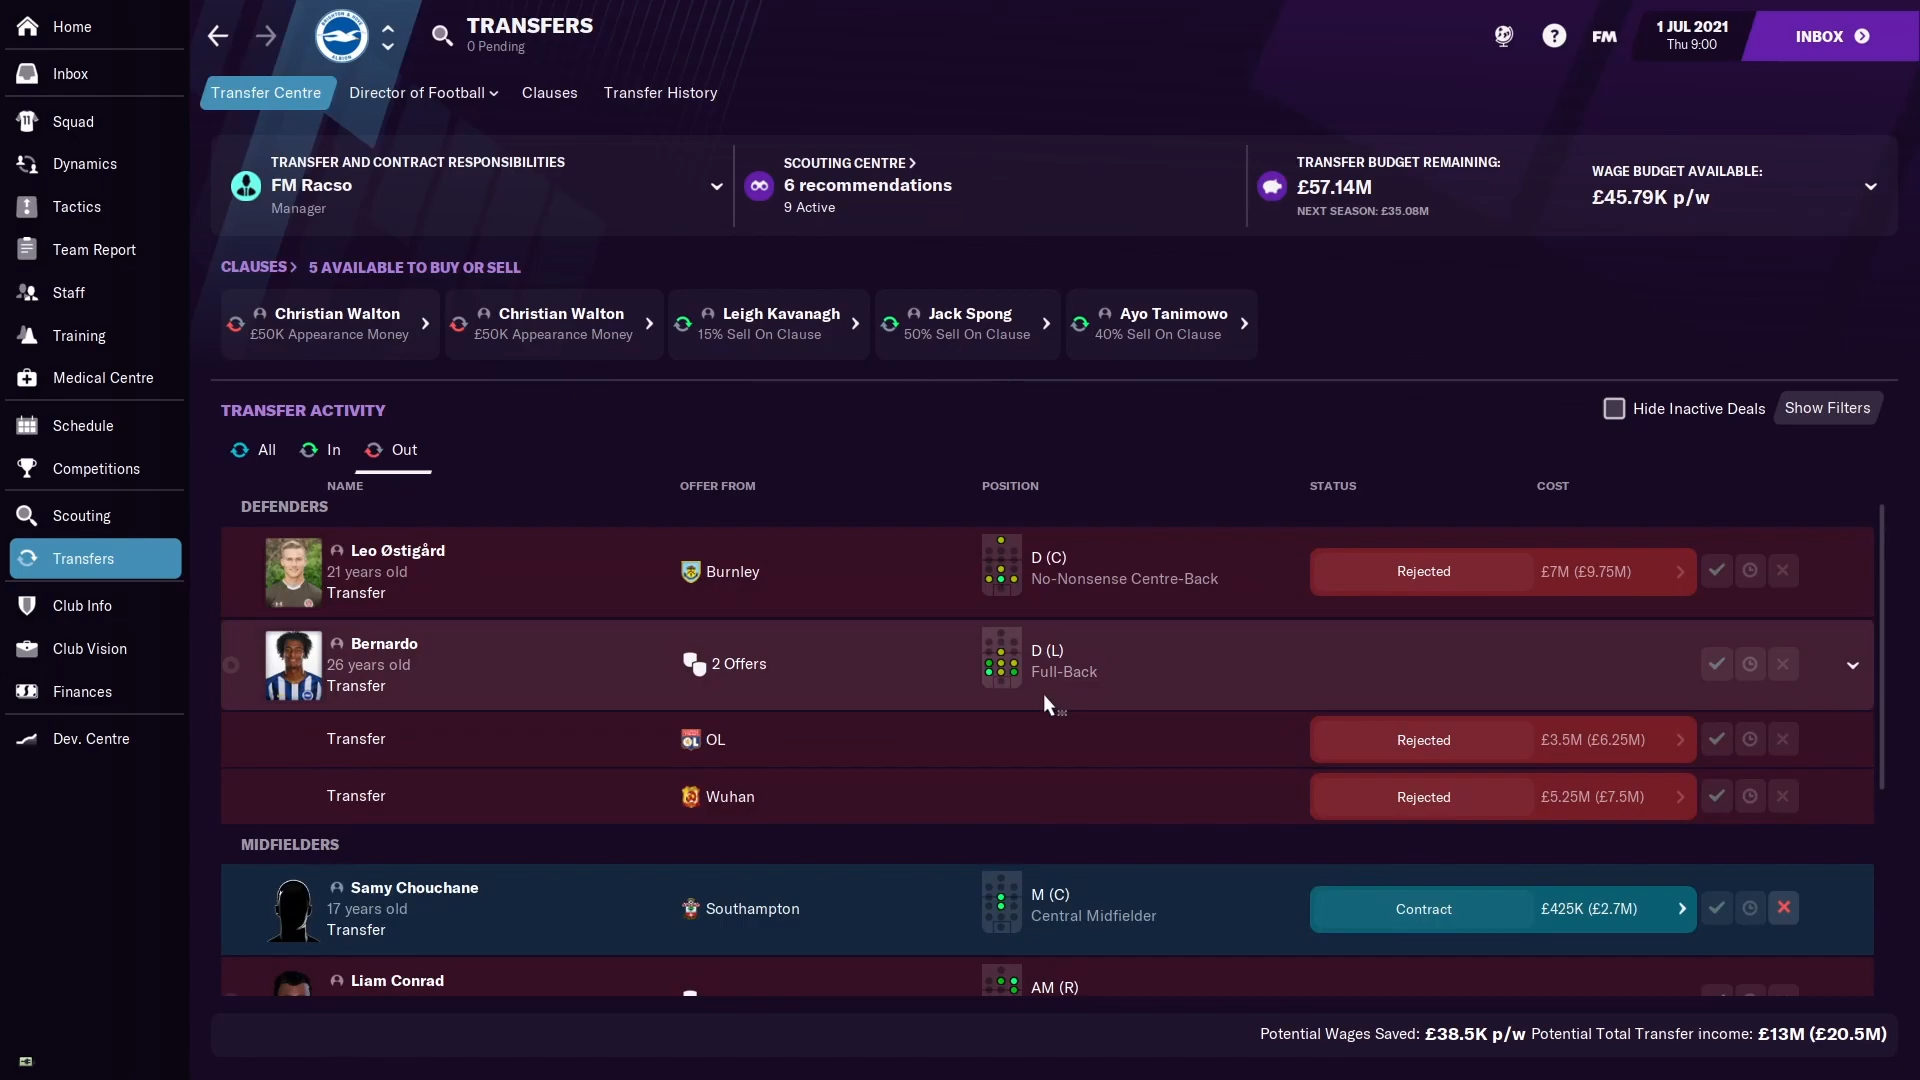 Home
Inbox
Squad
Dynamics
Tactics
Team Report
Staff
Training
Medical Centre
Schedule
Competitions
Scouting
Transfers
Club Info
Club Vision
Finances
Dev. Centre
TRANSFERS
0 Pending
FM
1 JUL 2021
Thu 9:00
INBOX
Transfer Centre Director of Football Clauses Transfer History
TRANSFER AND CONTRACT RESPONSIBILITIES
FM Racso
Manager
SCOUTING CENTRE >
6 recommendations
9 Active
TRANSFER BUDGET REMAINING:
£57.14M
NEXT SEASON: £35.08M
WAGE BUDGET AVAILABLE:
£45.79K p/w
CLAUSES > 5 AVAILABLE TO BUY OR SELL
Christian Walton
£50K Appearance Money
Christian Walton
£50K Appearance Money
Leigh Kavanagh
15% Sell On Clause
Jack Spong
50% Sell On Clause
Ayo Tanimowo
40% Sell On Clause
TRANSFER ACTIVITY
Hide Inactive Deals Show Filters
All In Out
NAME OFFER FROM POSITION STATUS COST
DEFENDERS
Leo Østigård
21 years old
Transfer
Burnley
D (C)
No-Nonsense Centre-Back
Rejected £7M (£9.75M)
Bernardo
26 years old
Transfer
2 Offers
D (L)
Full-Back
Transfer OL Rejected £3.5M (£6.25M)
Transfer Wuhan Rejected £5.25M (£7.5M)
MIDFIELDERS
Samy Chouchane
17 years old
Transfer
Southampton
M (C)
Central Midfielder
Contract £425K (£2.7M)
Liam Conrad
AM (R)
Potential Wages Saved: £38.5K p/w Potential Total Transfer income: £13M (£20.5M)